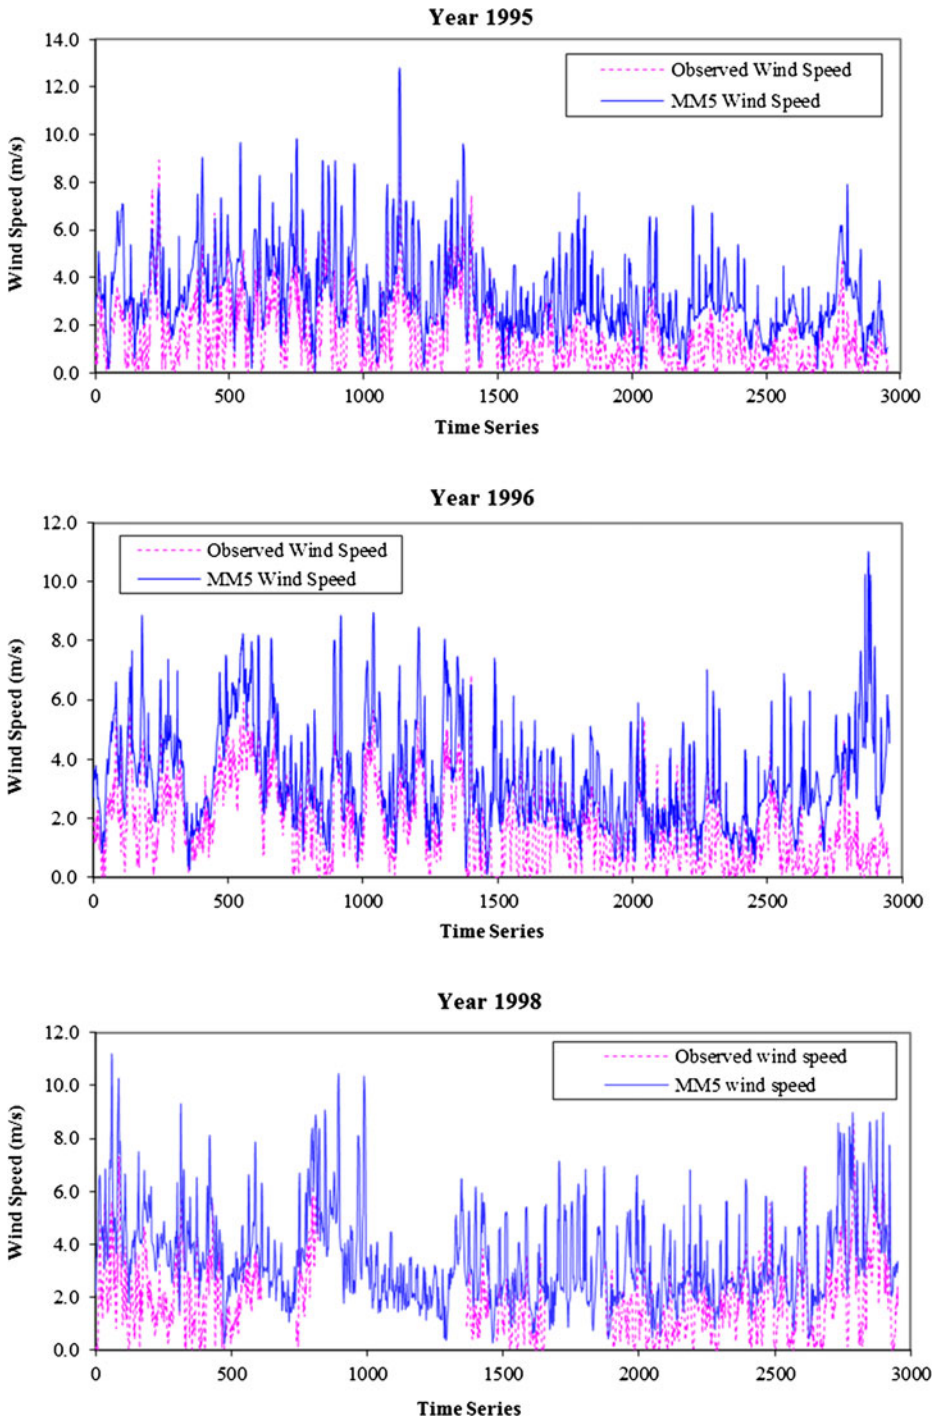 Year 1995
14.0
12.0
10.0
8.0
6.0
4.0
2.0
0.0
Wind Speed (m/s)
Observed Wind Speed
MM5 Wind Speed
0 500 1000 1500 2000 2500 3000
Time Series
Year 1996
12.0
10.0
8.0
6.0
4.0
2.0
0.0
Wind Speed (m/s)
Observed Wind Speed
MM5 Wind Speed
0 500 1000 1500 2000 2500 3000
Time Series
Year 1998
12.0
10.0
8.0
6.0
4.0
2.0
0.0
Wind Speed (m/s)
Observed wind speed
MM5 wind speed
0 500 1000 1500 2000 2500 3000
Time Series